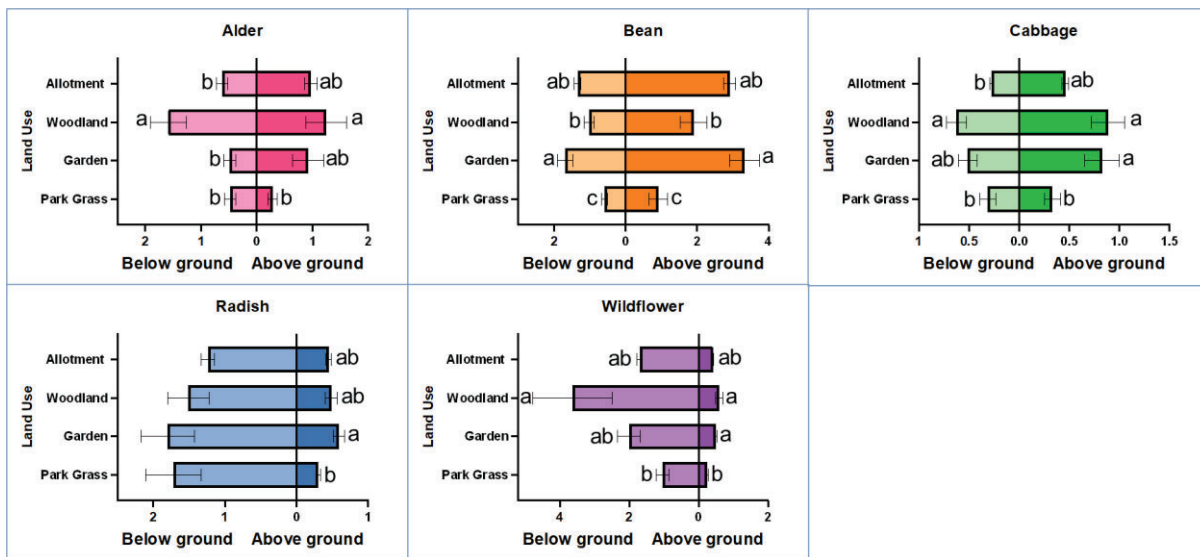 Alder
Land Use
Allotment b ab
Woodland a a
Garden b ab
Park Grass b b
2 1 0 1 2
Below ground Above ground
Bean
Land Use
Allotment ab ab
Woodland b b
Garden a a
Park Grass c c
2 0 2 4
Below ground Above ground
Cabbage
Land Use
Allotment b ab
Woodland a a
Garden ab a
Park Grass b b
1 0.5 0.0 0.5 1.0 1.5
Below ground Above ground
Radish
Land Use
Allotment ab
Woodland ab
Garden a
Park Grass b
2 1 0 1
Below ground Above ground
Wildflower
Land Use
Allotment ab ab
Woodland a a
Garden ab a
Park Grass b b
4 2 0 2
Below ground Above ground